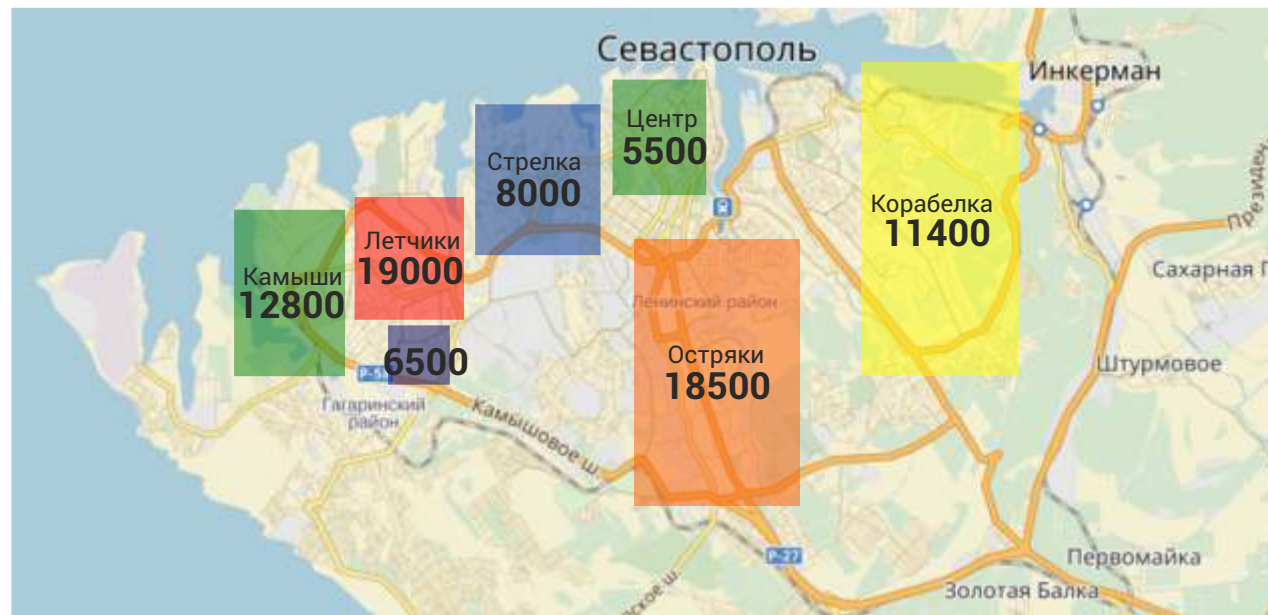 Севастополь
Инкерман
Центр
5500
Стрелка
8000
Корабелка
11400
Летчики
19000
Камыши
12800
Сахарная Г
Ленинский район
6500
Остряки
18500
Штурмовое
Гагаринский
район
Камышовое ш.
Р-27
Первомайка
Золотая Балка
Президен